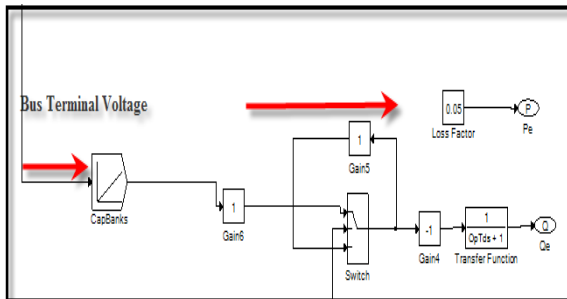 Bus Terminal Voltage
0.05
Loss Factor
P
Pe
1
Gain5
CapBanks
1
Gain6
Switch
-1
Gain4
1
OpTds + 1
Transfer Function
Q
Qe